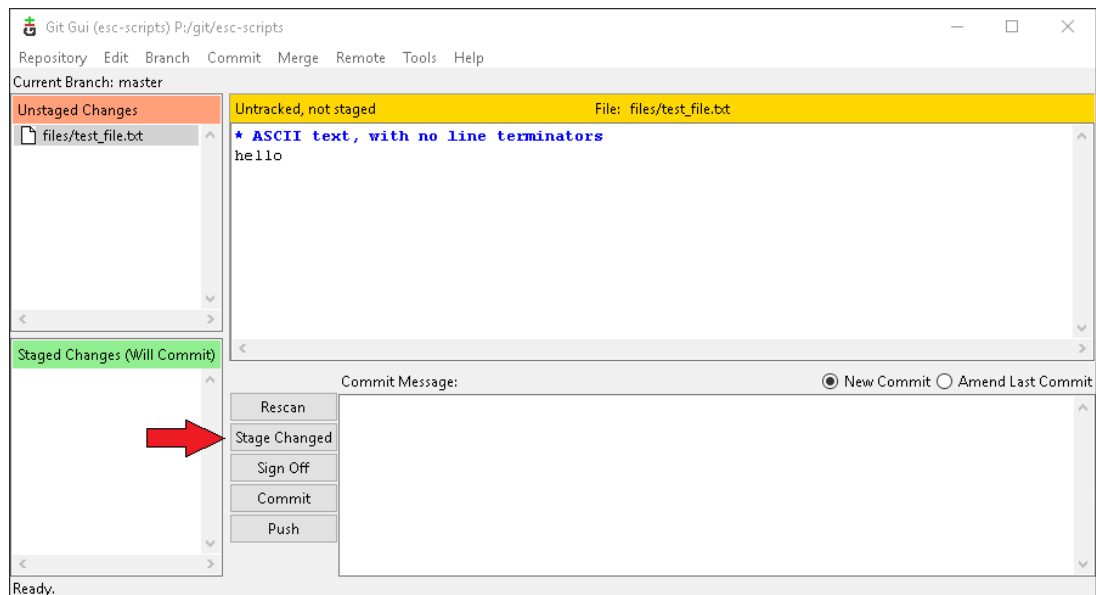 Git Gui (esc-scripts) P:/git/esc-scripts
Repository Edit Branch Commit Merge Remote Tools Help
Current Branch: master
Unstaged Changes
files/test_file.txt
Untracked, not staged File: files/test_file.txt
* ASCII text, with no line terminators
hello
Staged Changes (Will Commit)
Commit Message: New Commit Amend Last Commit
Rescan
Stage Changed
Sign Off
Commit
Push
Ready.